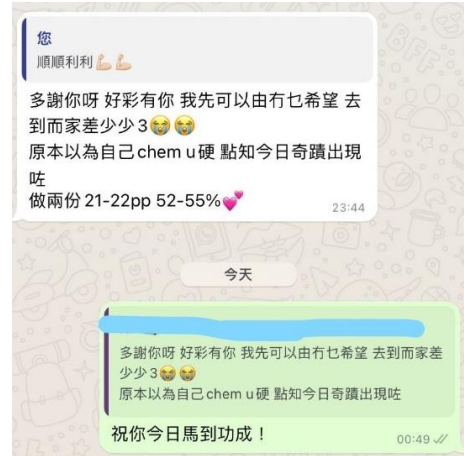 您
順順利利💪🏻💪🏻
多謝你呀 好彩有你 我先可以由冇乜希望 去
到而家差少少3😭😭
原本以為自己chem u硬 點知今日奇蹟出現
咗
做兩份21-22pp 52-55%💕
23:44
今天
多謝你呀 好彩有你 我先可以由冇乜希望 去到而家差
少少3😭😭
原本以為自己chem u硬 點知今日奇蹟出現咗
祝你今日馬到功成！
00:49